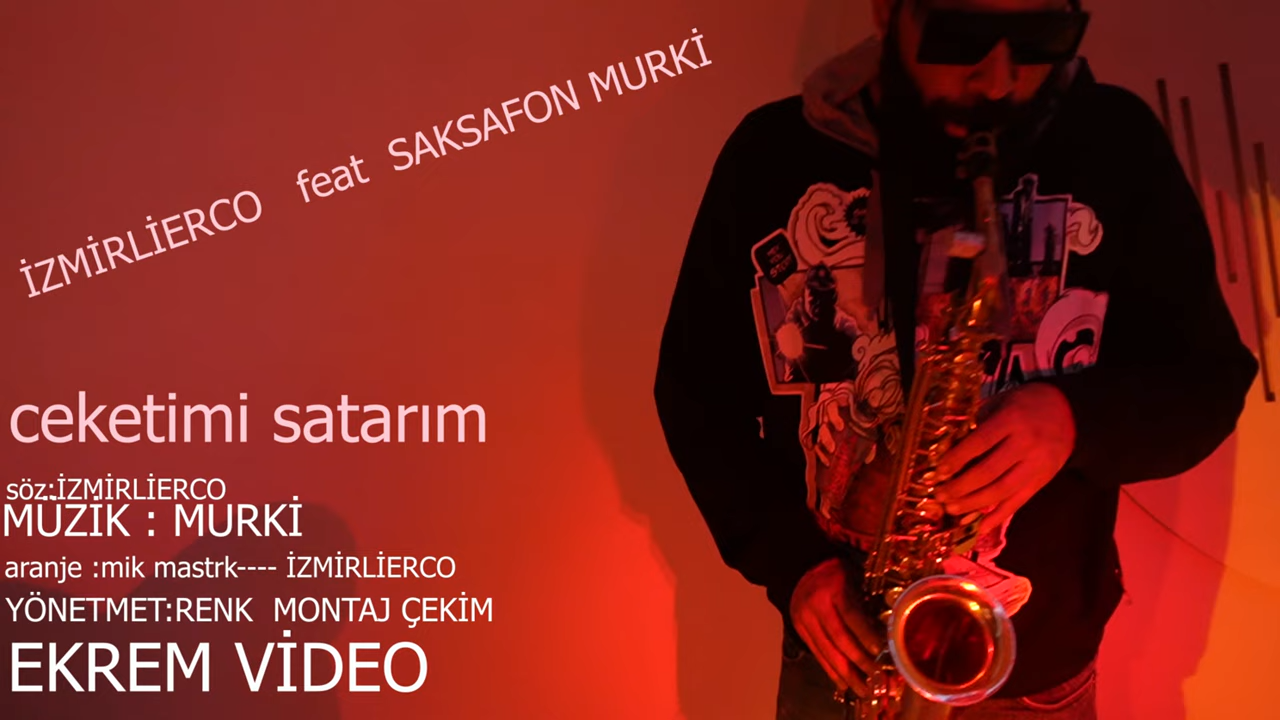 İZMİRLİERCO feat SAKSAFON MURKİ
ceketimi satarım
söz:İZMİRLİERCO
MÜZİK : MURKİ
aranje :mik mastrk---- İZMİRLİERCO
YÖNETMET:RENK MONTAJ ÇEKİM
EKREM VİDEO